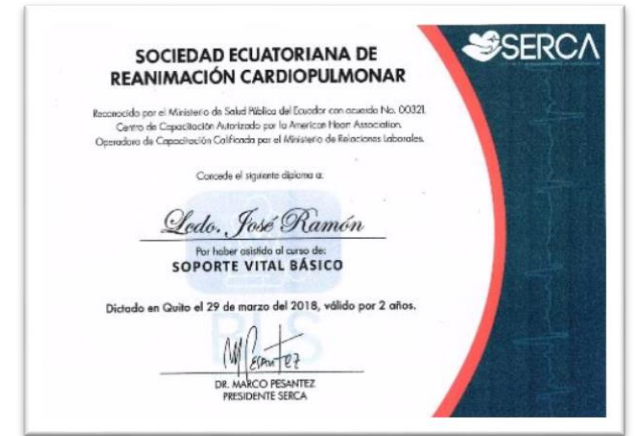 SERCA
SOCIEDAD ECUATORIANA DE
REANIMACIÓN CARDIOPULMONAR
Reconocido por el Ministerio de Salud Pública del Ecuador con acuerdo No. 00321.
Centro de Capacitación Autorizado por la American Heart Association.
Operadora de Capacitación Calificada por el Ministerio de Relaciones Laborales.
Concede el siguiente diploma a:
Lcdo. José Ramón
Por haber asistido al curso de:
SOPORTE VITAL BÁSICO
Dictado en Quito el 29 de marzo del 2018, válido por 2 años.
BLS
DR. MARCO PESANTEZ
PRESIDENTE SERCA